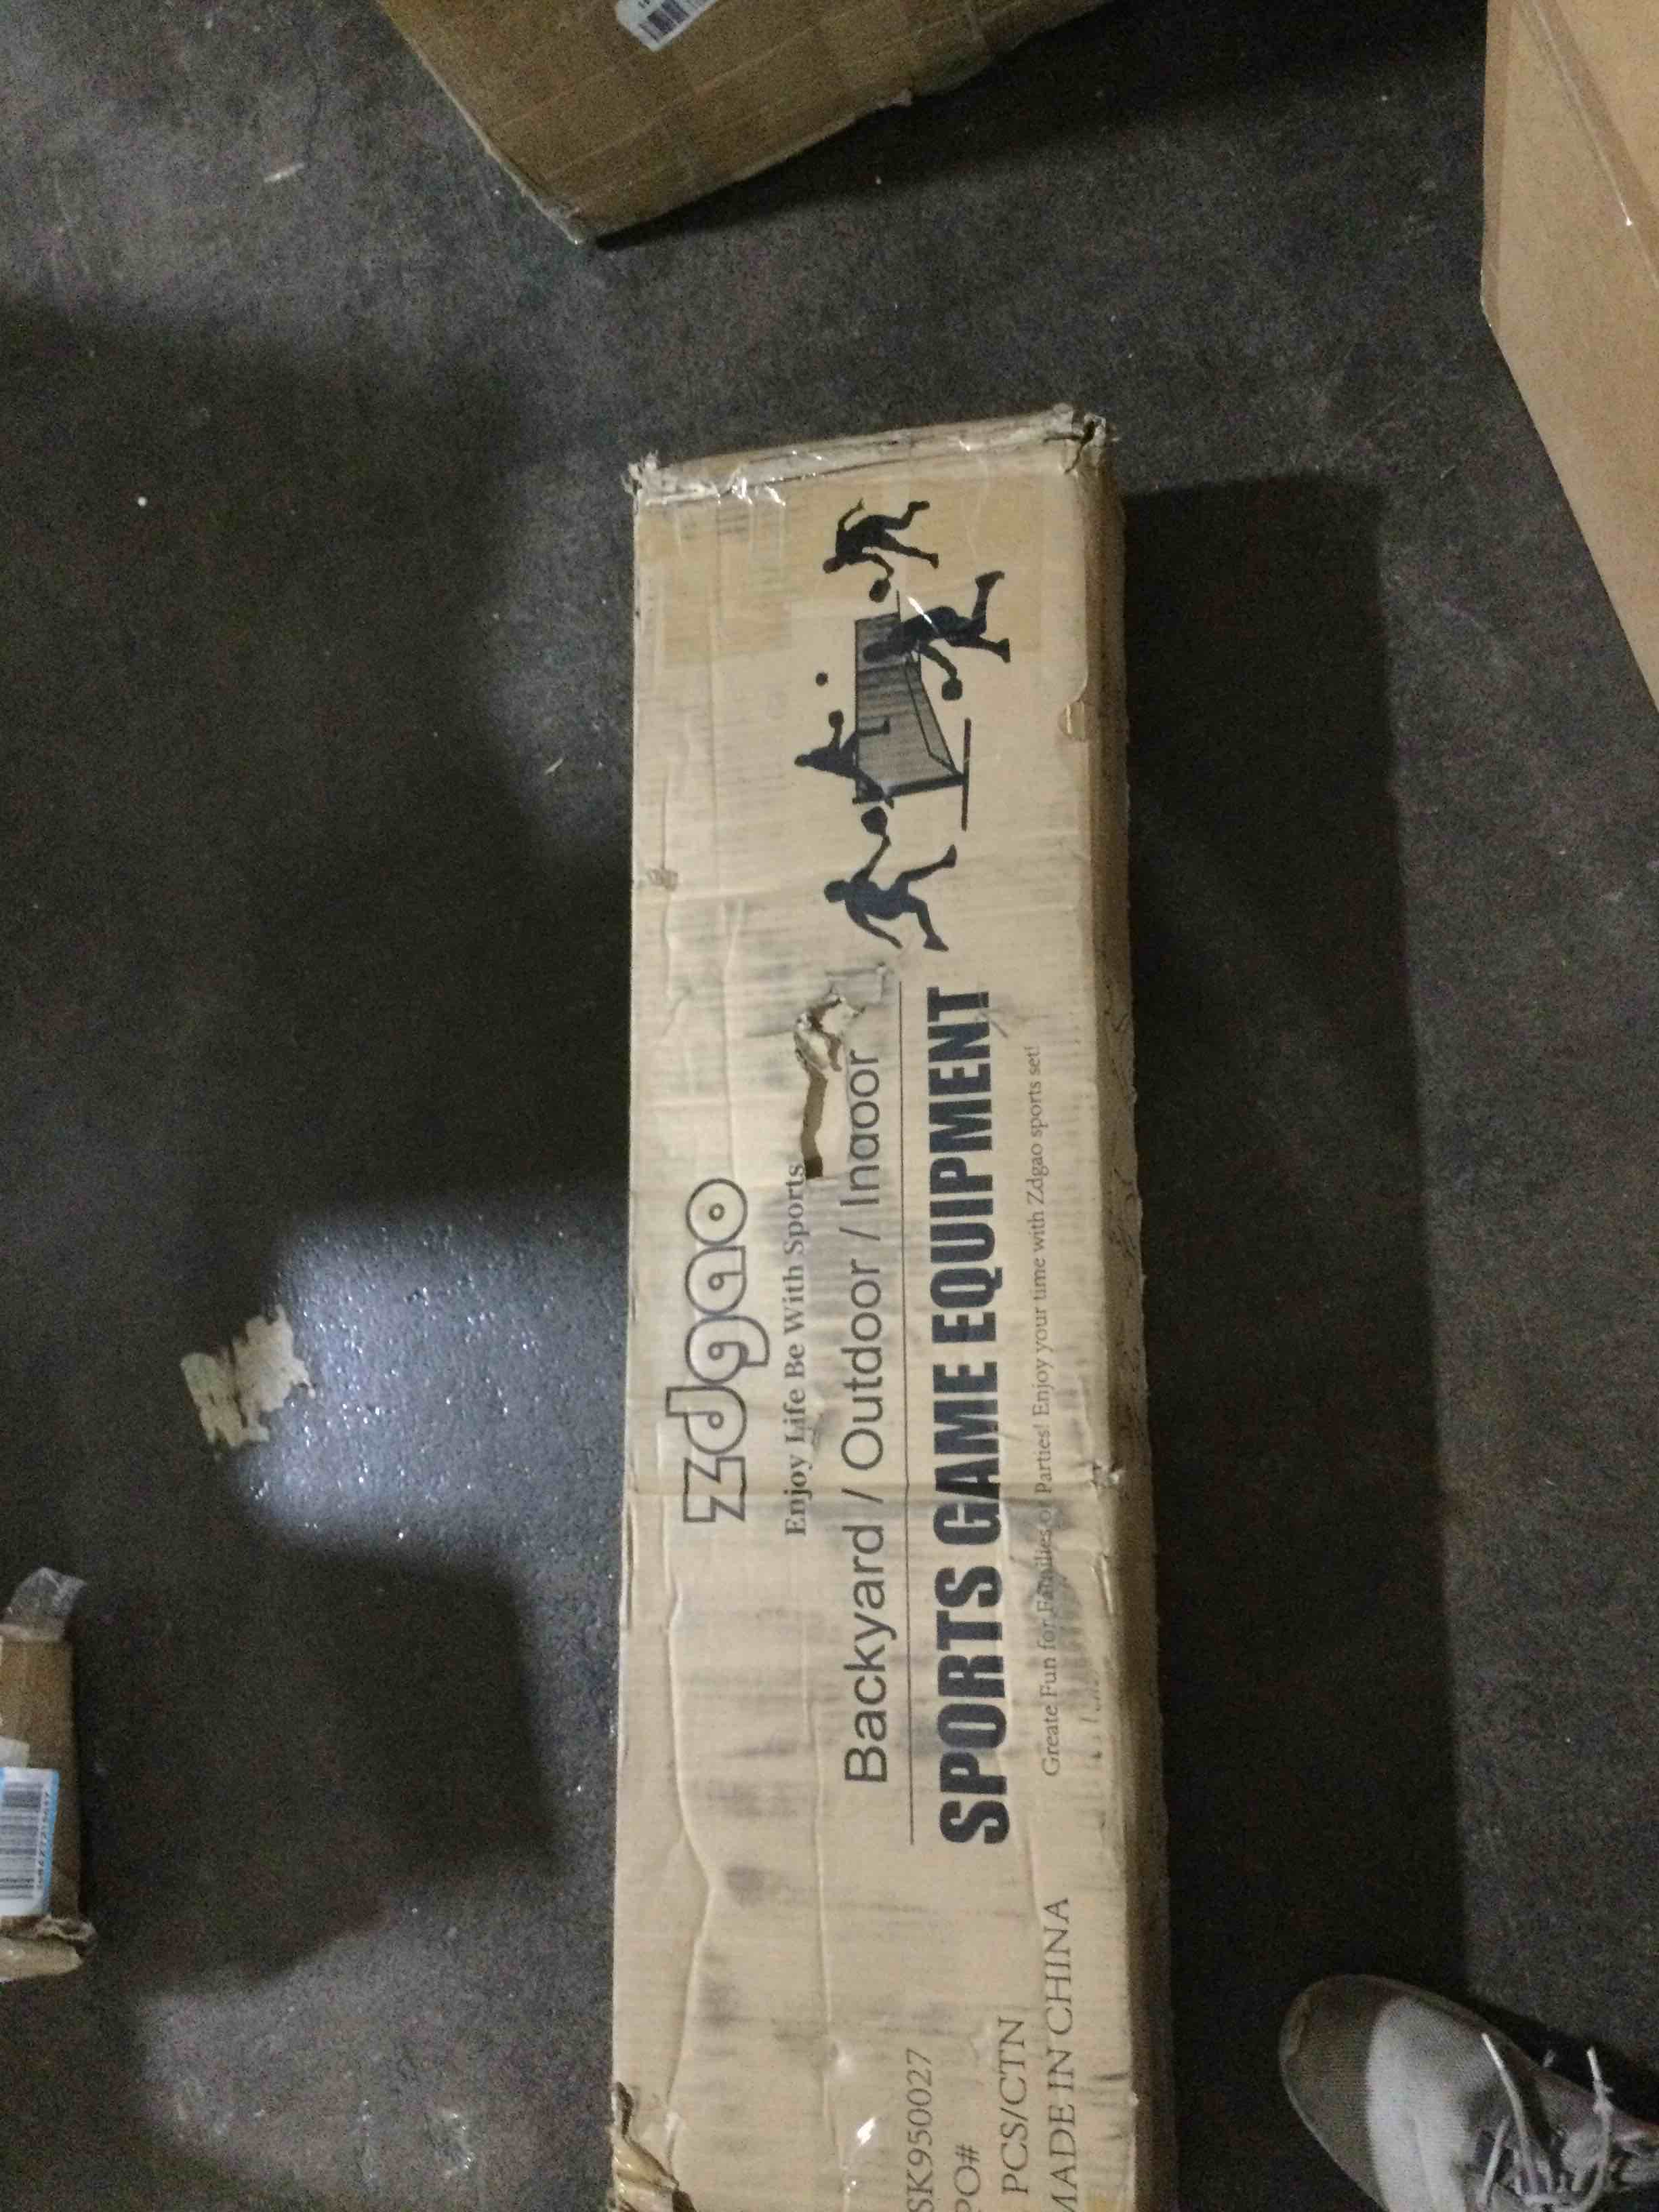 Zdgao
Enjoy Life Be With Sports
Backyard / Outdoor / Indoor
SPORTS GAME EQUIPMENT
Greate Fun for Families or Parties! Enjoy your time with Zdgao sports set!
SK950027
PO#
PCS/CTN
MADE IN CHINA